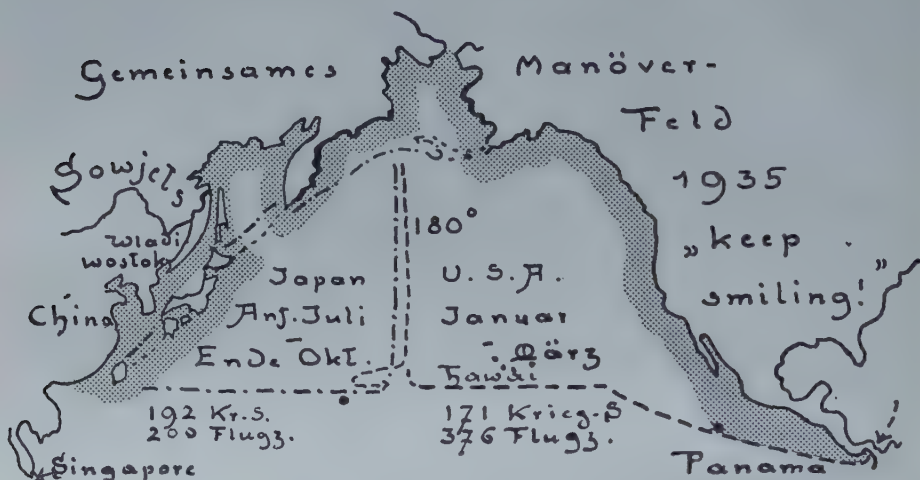 Gemeinsames Manöver-
Feld
1935
„keep
smiling!"
Sowjets
Wladi
wostok
China
Singapore
180°
Japan
Anf. Juli
Ende Okt.
192 Kr.S.
200 Flugz.
U.S.A.
Januar
- März
Hawaii
171 Krieg-S
376 Flugz.
Panama